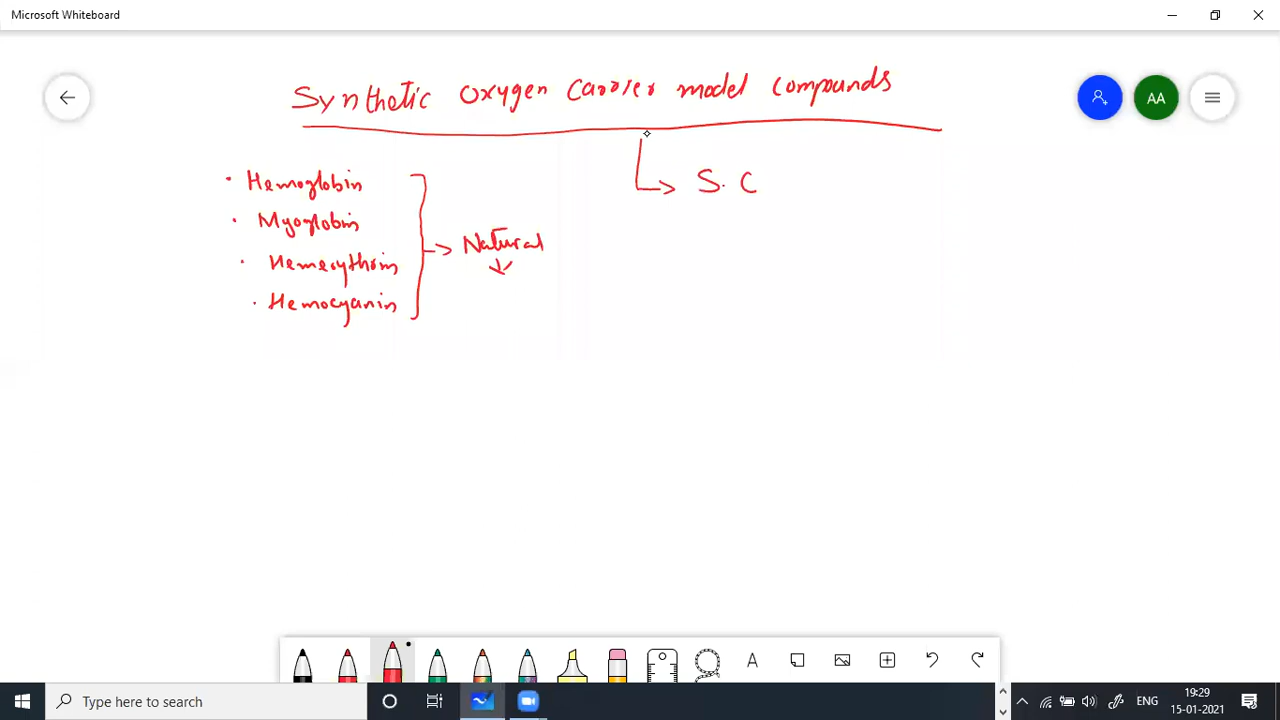 Microsoft Whiteboard
Synthetic oxygen carrier model compounds
AA
S. C
• Hemoglobin
• Myoglobin
• Hemerythrin
• Hemocyanin
Natural
A
Type here to search
ENG
19:29
15-01-2021